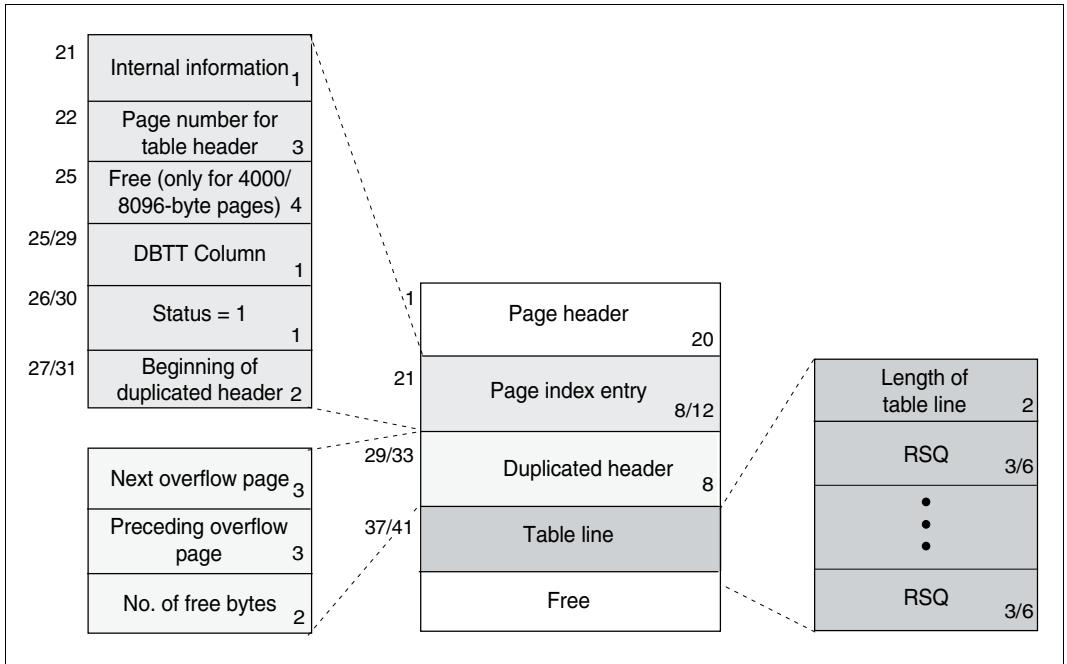 21
Internal information
1
22
Page number for
table header
3
25
Free (only for 4000/
8096-byte pages)
4
25/29
DBTT Column
1
26/30
Status = 1
1
27/31
Beginning of
duplicated header
2
Next overflow page
3
Preceding overflow
page
3
No. of free bytes
2
1
Page header
20
21
Page index entry
8/12
29/33
Duplicated header
8
37/41
Table line
Free
Length of
table line
2
RSQ
3/6
RSQ
3/6